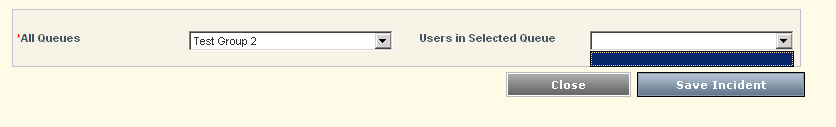 *All Queues Test Group 2 Users in Selected Queue
Close Save Incident